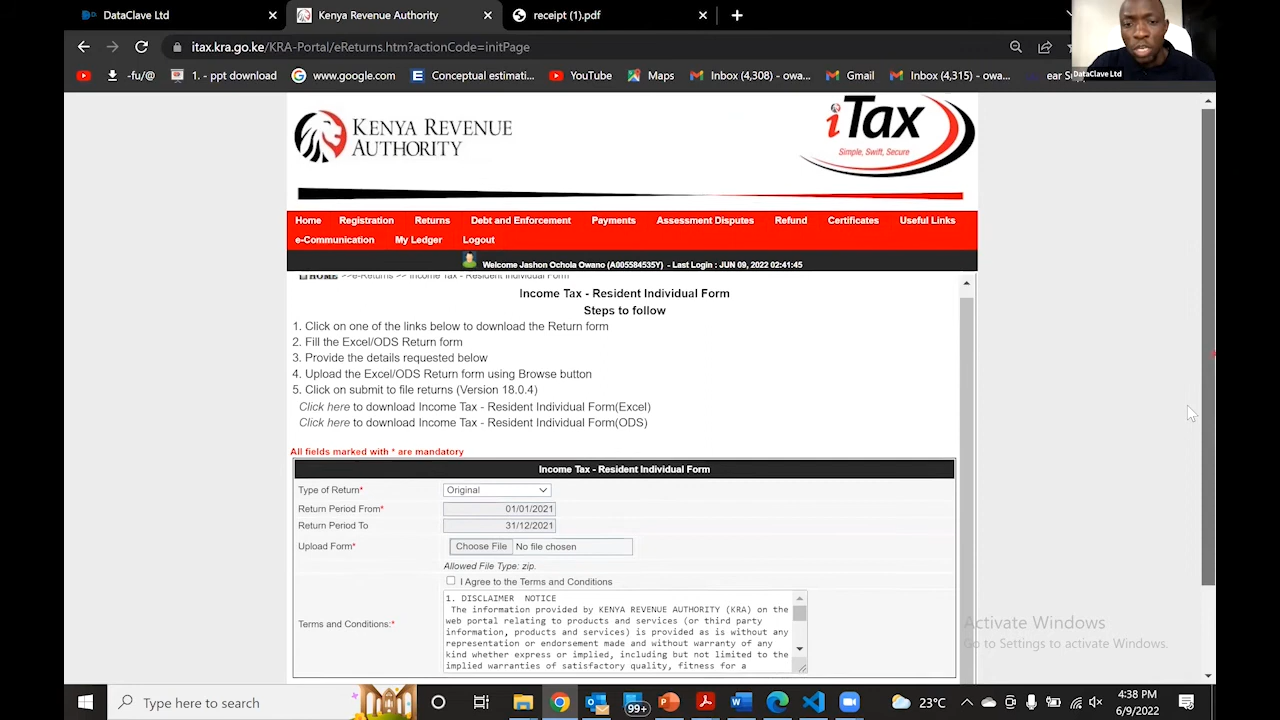 DataClave Ltd
Kenya Revenue Authority
receipt (1).pdf
itax.kra.go.ke/KRA-Portal/eReturns.htm?actionCode=initPage
DataClave Ltd
-fu/@
1. - ppt download
www.google.com
Conceptual estimati...
YouTube
Maps
Inbox (4,308) - owa...
Gmail
Inbox (4,315) - owa...
KENYA REVENUE
AUTHORITY
iTax
Simple, Swift, Secure
Home Registration Returns Debt and Enforcement Payments Assessment Disputes Refund Certificates Useful Links
e-Communication My Ledger Logout
Welcome Jashon Ochola Owano (A005584535Y) - Last Login : JUN 09, 2022 02:41:45
HOME >>e-Returns >> Income Tax - Resident Individual Form
Income Tax - Resident Individual Form
Steps to follow
1. Click on one of the links below to download the Return form
2. Fill the Excel/ODS Return form
3. Provide the details requested below
4. Upload the Excel/ODS Return form using Browse button
5. Click on submit to file returns (Version 18.0.4)
Click here to download Income Tax - Resident Individual Form(Excel)
Click here to download Income Tax - Resident Individual Form(ODS)
All fields marked with * are mandatory
Income Tax - Resident Individual Form
Type of Return* Original
Return Period From* 01/01/2021
Return Period To 31/12/2021
Upload Form* Choose File No file chosen
Allowed File Type: zip.
I Agree to the Terms and Conditions
Terms and Conditions:*
1. DISCLAIMER NOTICE
The information provided by KENYA REVENUE AUTHORITY (KRA) on the
web portal relating to products and services (or third party
information, products and services) is provided as is without any
representation or endorsement made and without warranty of any
kind whether express or implied, including but not limited to the
implied warranties of satisfactory quality, fitness for a
Activate Windows
Go to Settings to activate Windows.
Type here to search
99+
23°C
4:38 PM
6/9/2022